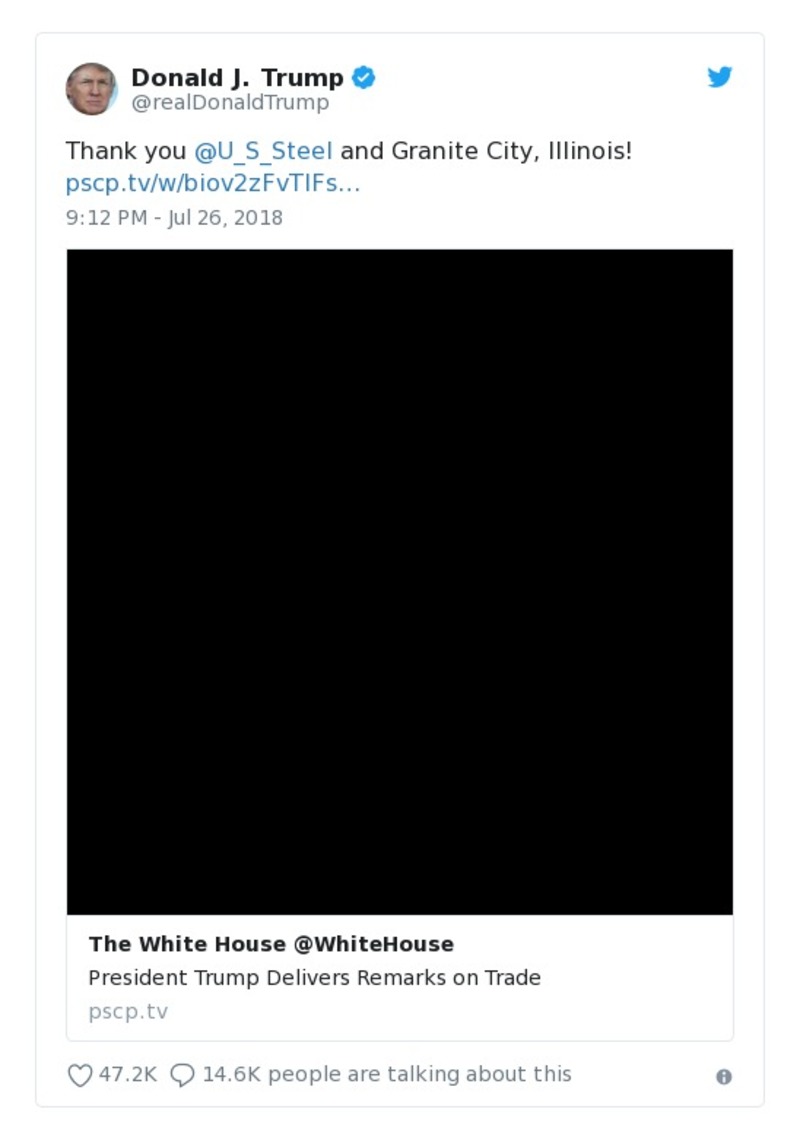 Donald J. Trump
@realDonaldTrump
Thank you @U_S_Steel and Granite City, Illinois!
pscp.tv/w/biov2zFvTlFs…
9:12 PM - Jul 26, 2018
The White House @WhiteHouse
President Trump Delivers Remarks on Trade
pscp.tv
47.2K 14.6K people are talking about this